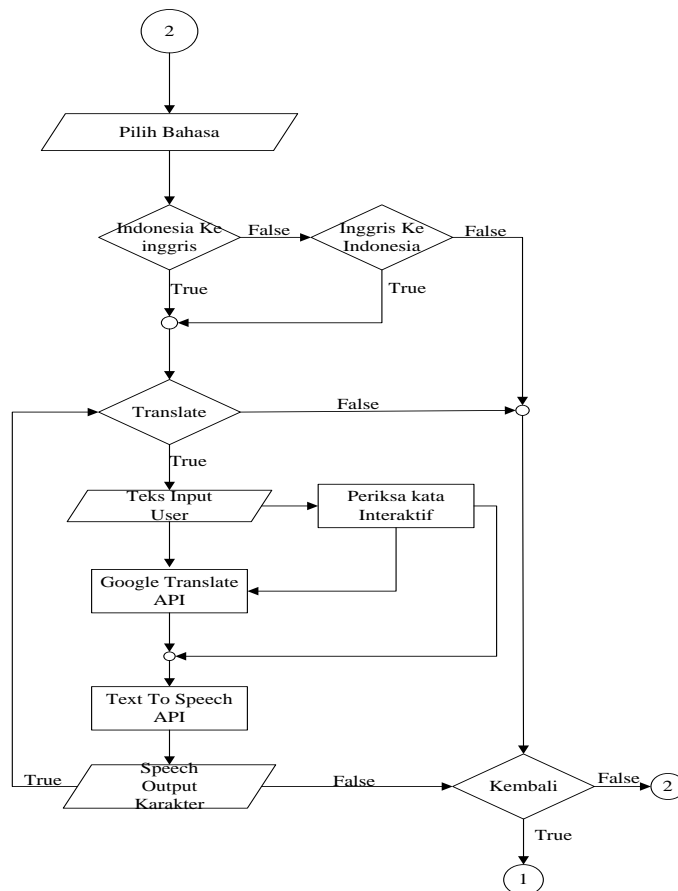 2
Pilih Bahasa
Indonesia Ke
inggris
False
Inggris Ke
Indonesia
False
True
True
Translate
False
True
Teks Input
User
Periksa kata
Interaktif
Google Translate
API
Text To Speech
API
True
Speech
Output
Karakter
False
Kembali
False
2
True
1